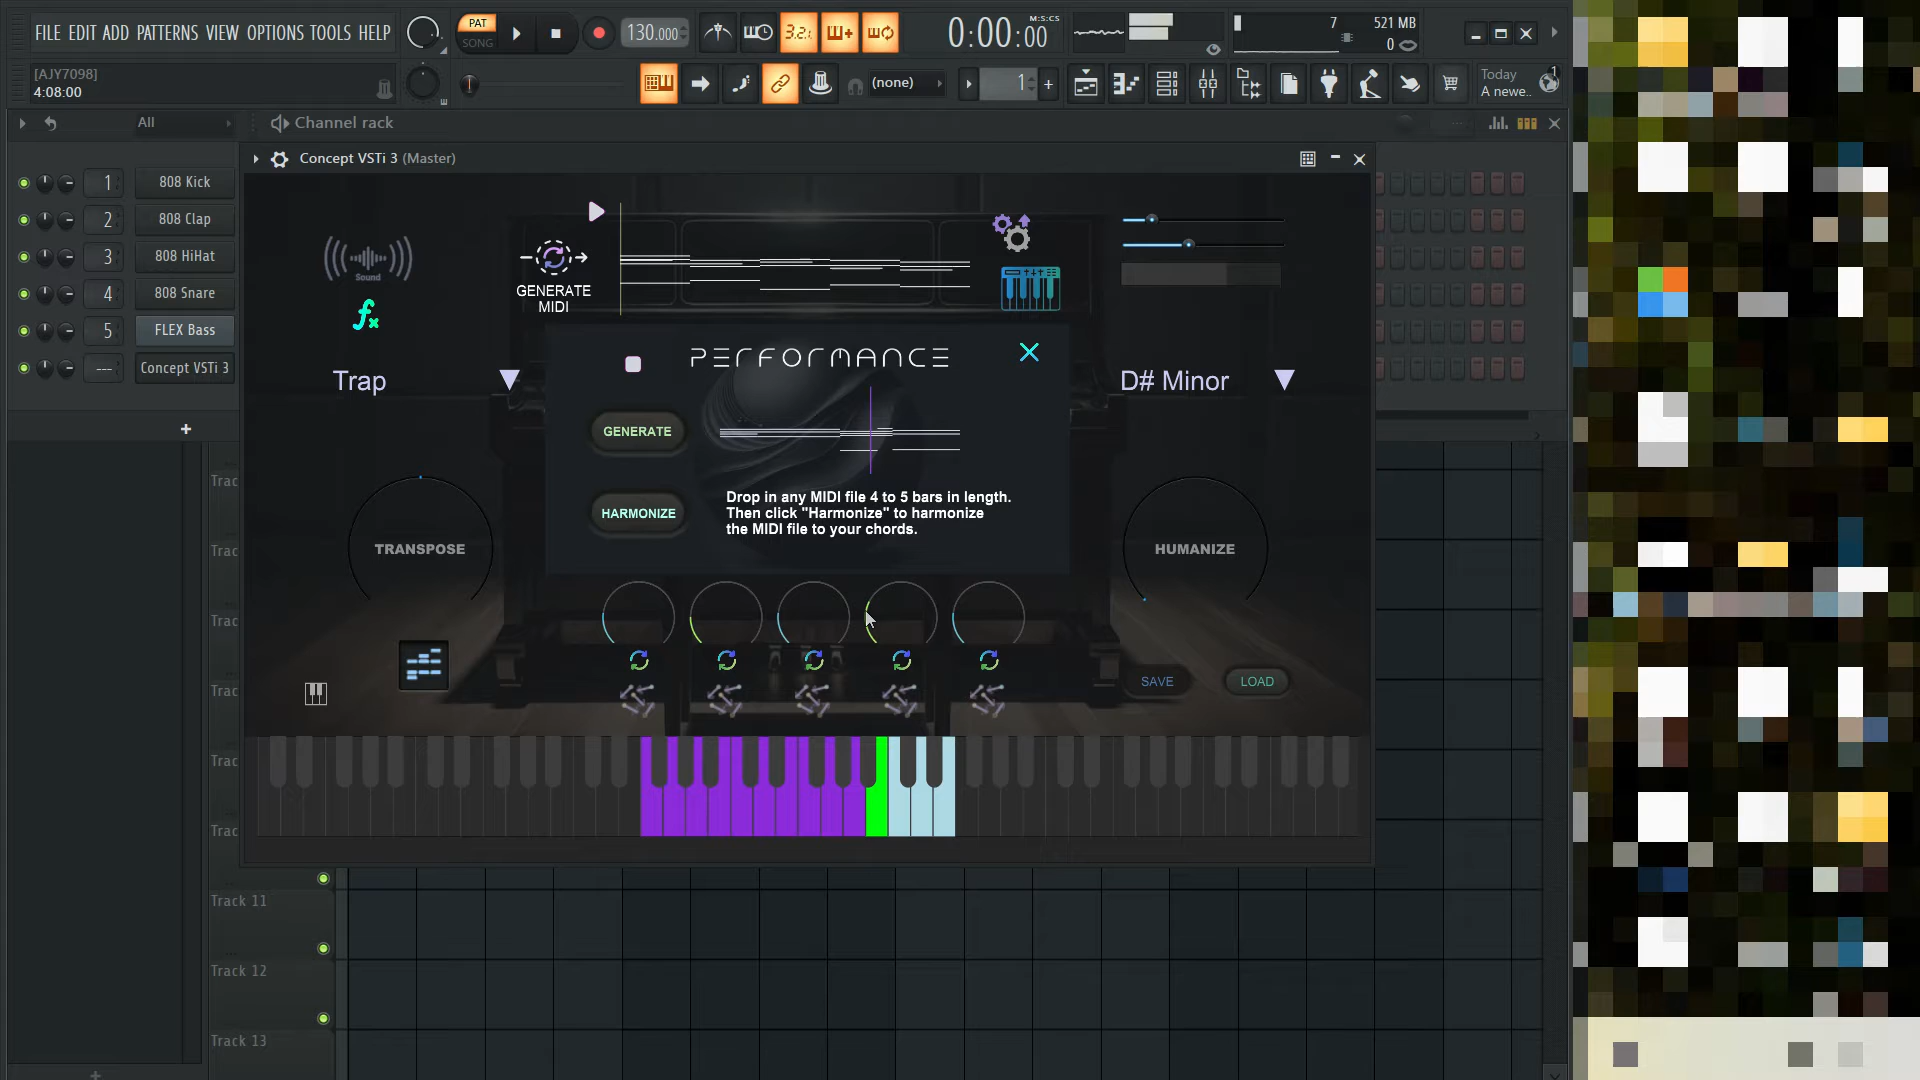 FILE EDIT ADD PATTERNS VIEW OPTIONS TOOLS HELP
PAT
SONG
130.000
3.2.
0:00:00
M:S:CS
7
521 MB
0
[AJY7098]
4:08:00
(none)
1
Today
A newe..
1
All
Channel rack
1 808 Kick
2 808 Clap
3 808 HiHat
4 808 Snare
5 FLEX Bass
--- Concept VSTi 3
+
Concept VSTi 3 (Master)
Sound
fx
GENERATE
MIDI
PERFORMANCE
Trap
D# Minor
GENERATE
HARMONIZE
Drop in any MIDI file 4 to 5 bars in length.
Then click "Harmonize" to harmonize
the MIDI file to your chords.
TRANSPOSE
HUMANIZE
SAVE
LOAD
Trac
Trac
Trac
Trac
Trac
Trac
Track 11
Track 12
Track 13